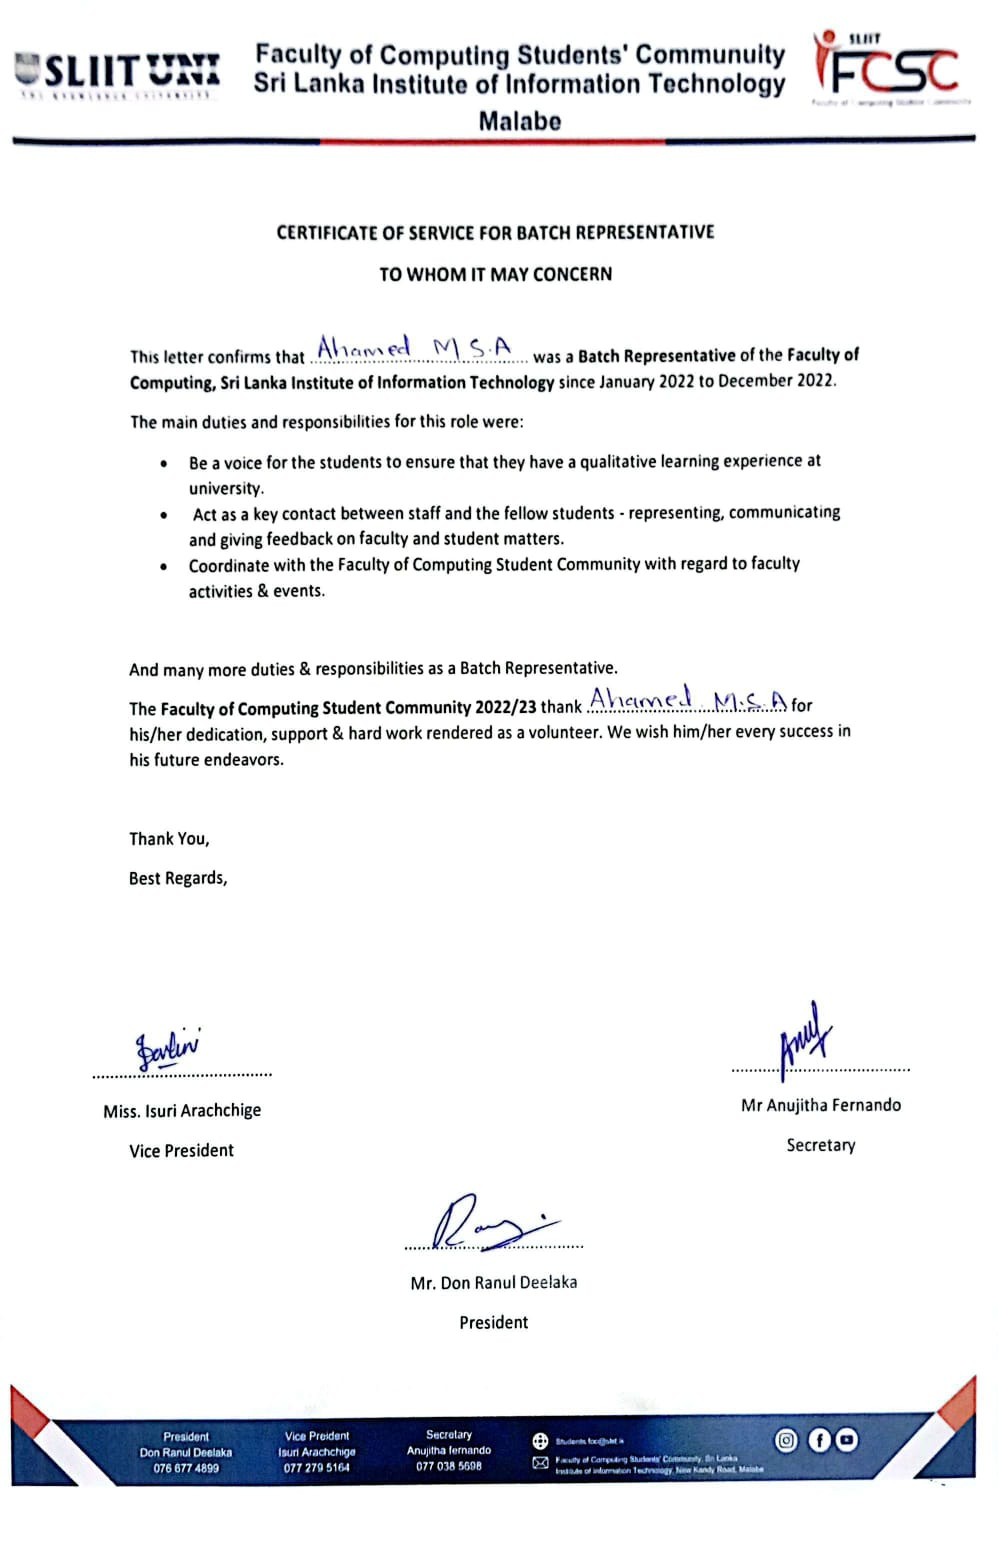 SLIIT UNI
THE KNOWLEDGE UNIVERSITY
Faculty of Computing Students' Communuity
Sri Lanka Institute of Information Technology
Malabe
SLIIT
FCSC
Faculty of Computing Student Community
CERTIFICATE OF SERVICE FOR BATCH REPRESENTATIVE
TO WHOM IT MAY CONCERN
This letter confirms that Ahamed M.S.A was a Batch Representative of the Faculty of
Computing, Sri Lanka Institute of Information Technology since January 2022 to December 2022.
The main duties and responsibilities for this role were:
• Be a voice for the students to ensure that they have a qualitative learning experience at
university.
• Act as a key contact between staff and the fellow students - representing, communicating
and giving feedback on faculty and student matters.
• Coordinate with the Faculty of Computing Student Community with regard to faculty
activities & events.
And many more duties & responsibilities as a Batch Representative.
The Faculty of Computing Student Community 2022/23 thank Ahamed M.S.A for
his/her dedication, support & hard work rendered as a volunteer. We wish him/her every success in
his future endeavors.
Thank You,
Best Regards,
Miss. Isuri Arachchige
Vice President
Mr Anujitha Fernando
Secretary
Mr. Don Ranul Deelaka
President
President
Don Ranul Deelaka
076 677 4899
Vice Preident
Isuri Arachchige
077 279 5164
Secretary
Anujitha fernando
077 038 5698
Faculty of Computing Students' Community, Sri Lanka
Institute of Information Technology, New Kandy Road, Malabe